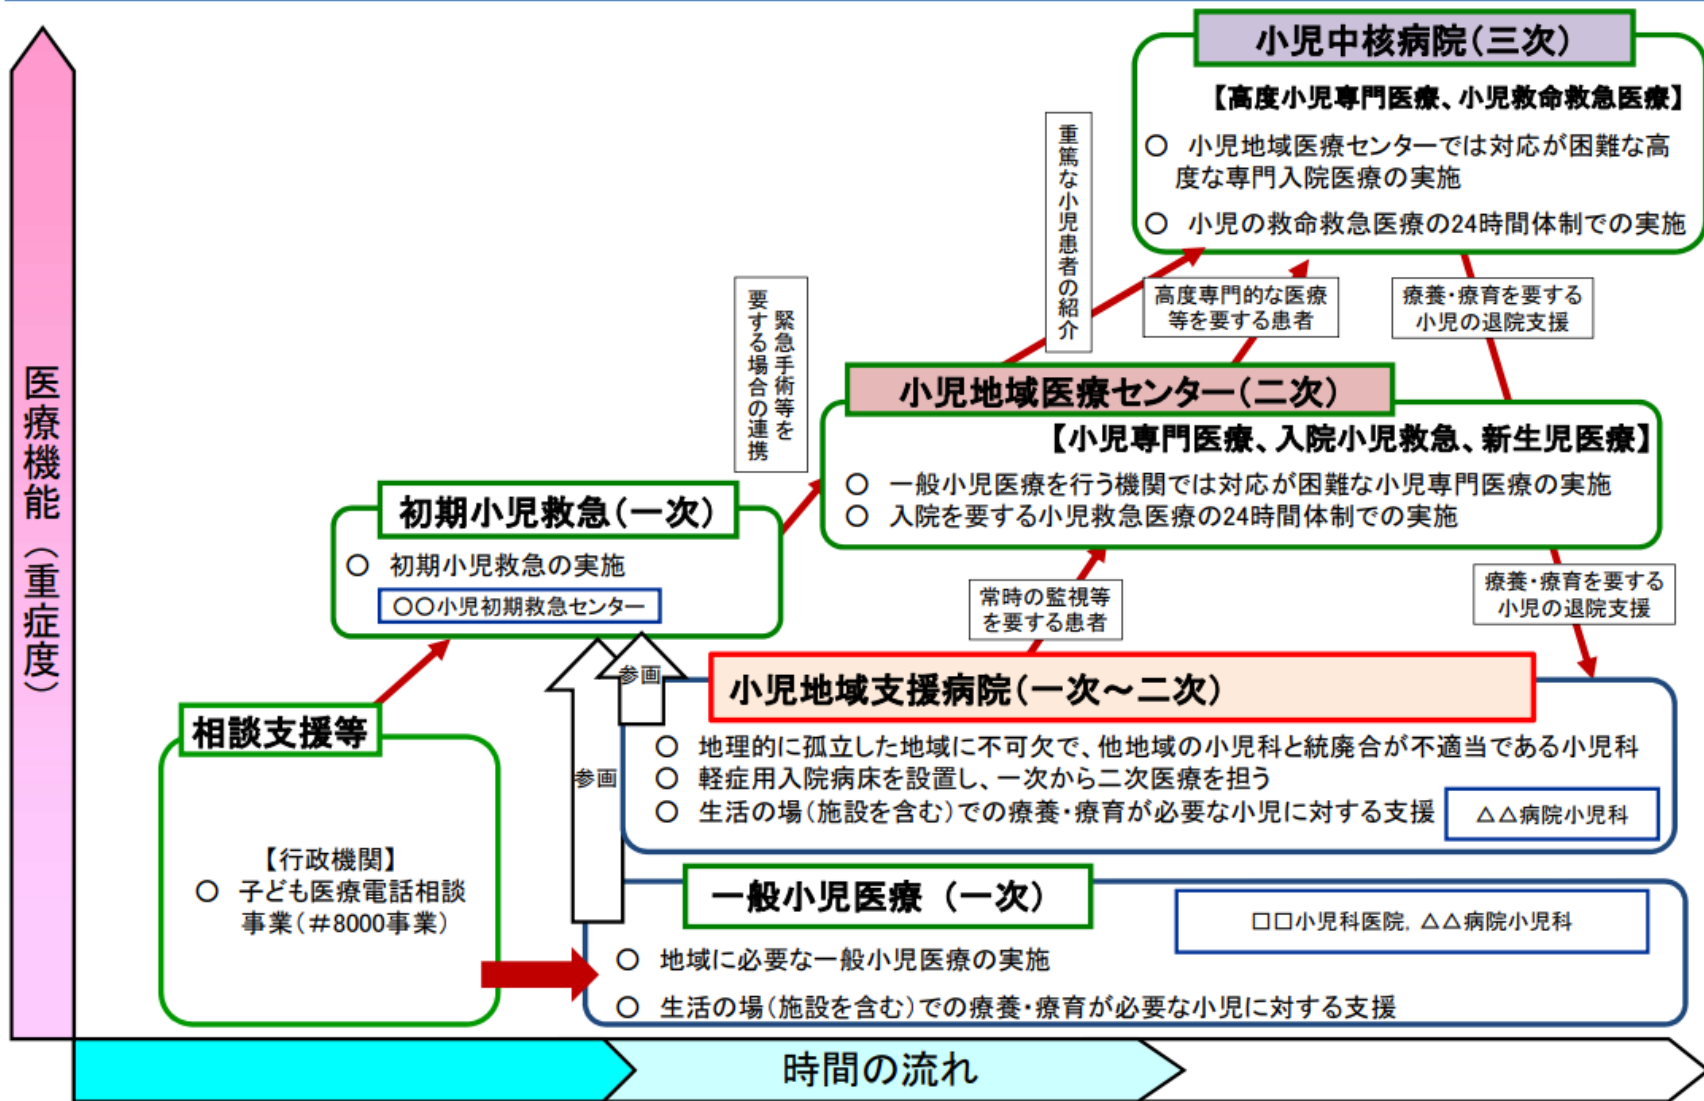 小児中核病院(三次)
【高度小児専門医療、小児救命救急医療】
○ 小児地域医療センターでは対応が困難な高
度な専門入院医療の実施
○ 小児の救命救急医療の24時間体制での実施
重篤な小児患者の紹介
高度専門的な医療
等を要する患者
療養・療育を要する
小児の退院支援
緊急手術等を
要する場合の連携
小児地域医療センター(二次)
【小児専門医療、入院小児救急、新生児医療】
○ 一般小児医療を行う機関では対応が困難な小児専門医療の実施
○ 入院を要する小児救急医療の24時間体制での実施
医療機能(重症度)
初期小児救急(一次)
○ 初期小児救急の実施
○○小児初期救急センター
常時の監視等
を要する患者
療養・療育を要する
小児の退院支援
参画
参画
小児地域支援病院(一次～二次)
○ 地理的に孤立した地域に不可欠で、他地域の小児科と統廃合が不適当である小児科
○ 軽症用入院病床を設置し、一次から二次医療を担う
○ 生活の場(施設を含む)での療養・療育が必要な小児に対する支援
△△病院小児科
相談支援等
【行政機関】
○ 子ども医療電話相談
事業(＃8000事業)
一般小児医療 (一次)
□□小児科医院, △△病院小児科
○ 地域に必要な一般小児医療の実施
○ 生活の場(施設を含む)での療養・療育が必要な小児に対する支援
時間の流れ